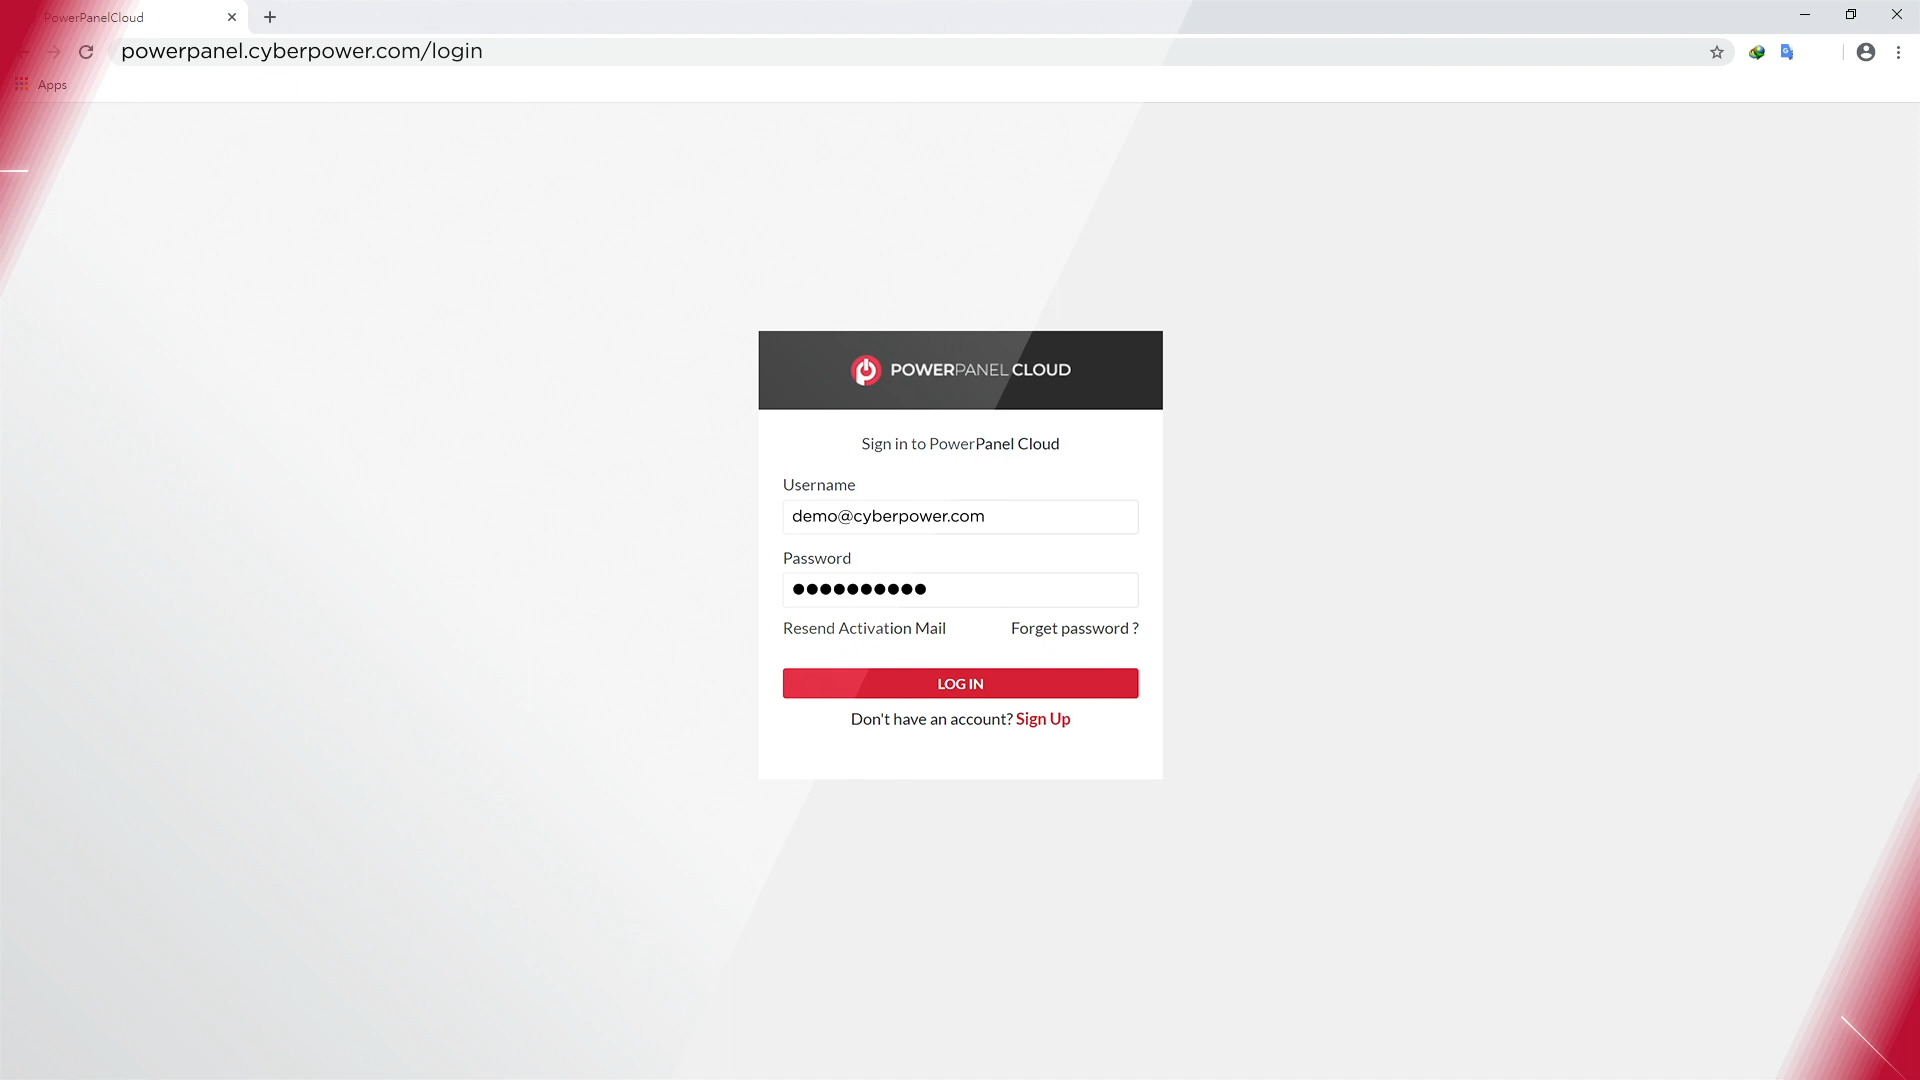 PowerPanelCloud
powerpanel.cyberpower.com/login
Apps
POWERPANEL CLOUD
Sign in to PowerPanel Cloud
Username
demo@cyberpower.com
Password
●●●●●●●●●●
Resend Activation Mail
Forget password ?
LOG IN
Don't have an account? Sign Up